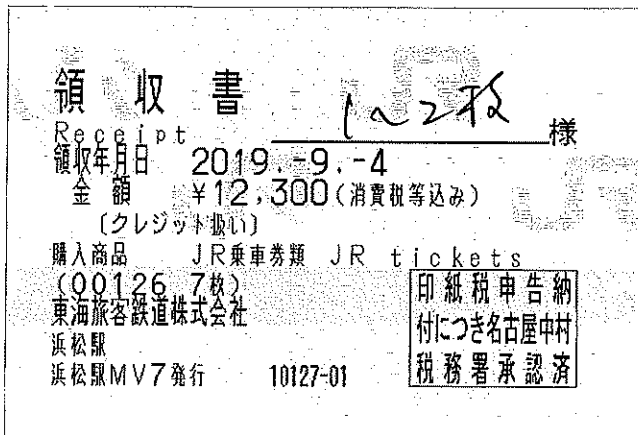 領収書
Receipt
1~2枚 様
領収年月日 2019.-9.-4
金額 ¥12,300(消費税等込み)
(クレジット扱い)
購入商品 JR乗車券類 JR tickets
(00126 7枚)
東海旅客鉄道株式会社
浜松駅
浜松駅MV7発行 10127-01
印紙税申告納
付につき名古屋中村
税務署承認済